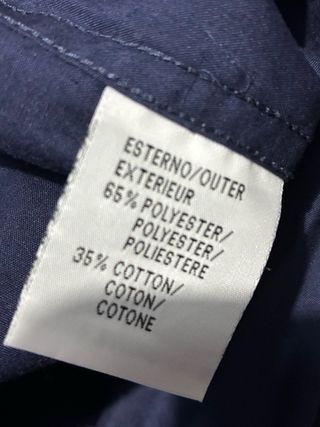 ESTERNO/OUTER
EXTERIEUR
65% POLYESTER/
POLYESTER/
POLIESTERE
35% COTTON/
COTON/
COTONE